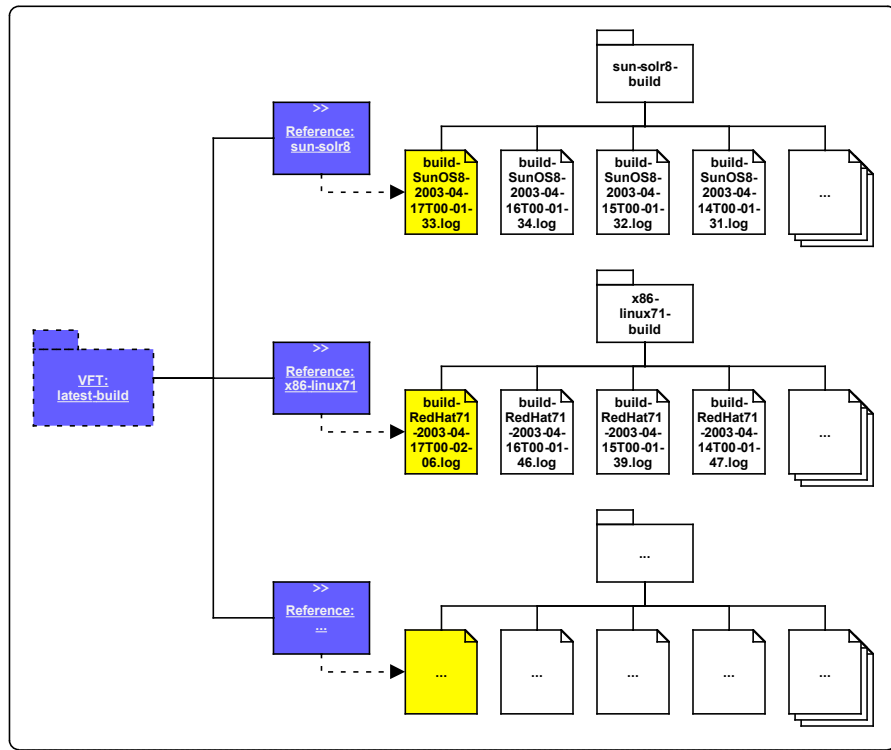 sun-solr8-
build
>>
Reference:
sun-solr8
build-
SunOS8-
2003-04-
17T00-01-
33.log
build-
SunOS8-
2003-04-
16T00-01-
34.log
build-
SunOS8-
2003-04-
15T00-01-
32.log
build-
SunOS8-
2003-04-
14T00-01-
31.log
...
x86-
linux71-
build
VFT:
latest-build
>>
Reference:
x86-linux71
build-
RedHat71
-2003-04-
17T00-02-
06.log
build-
RedHat71
-2003-04-
16T00-01-
46.log
build-
RedHat71
-2003-04-
15T00-01-
39.log
build-
RedHat71
-2003-04-
14T00-01-
47.log
...
...
>>
Reference:
...
...
...
...
...
...